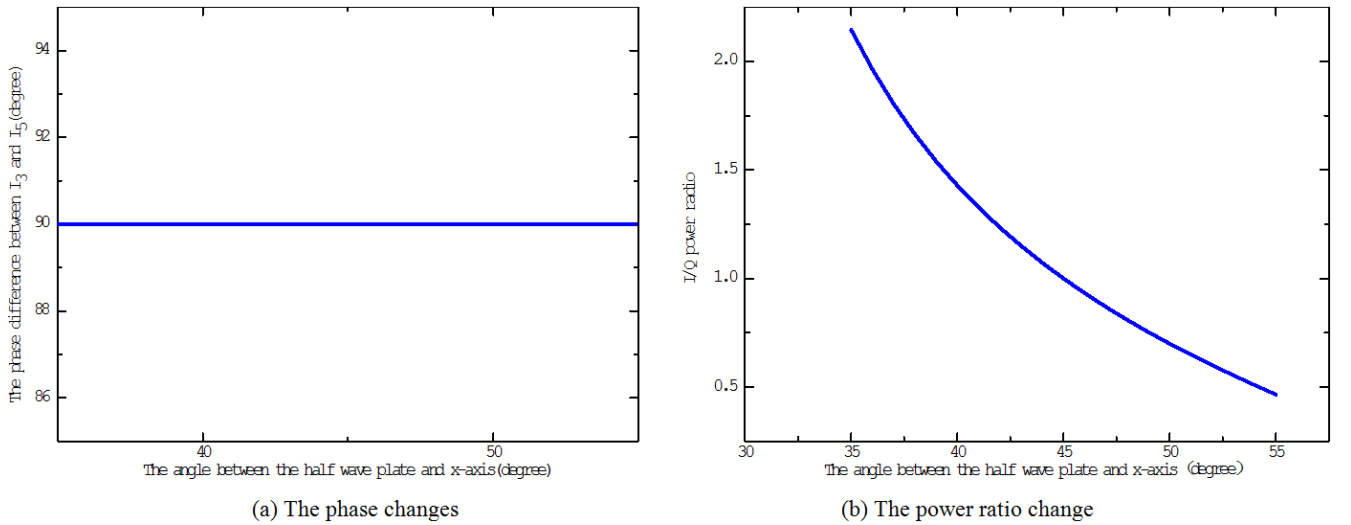 The phase difference between I3 and I5(degree)
94
92
90
88
86
40
50
The angle between the half wave plate and x-axis(degree)
(a) The phase changes
I/Q power radio
2.0
1.5
1.0
0.5
30
35
40
45
50
55
The angle between the half wave plate and x-axis (degree)
(b) The power ratio change